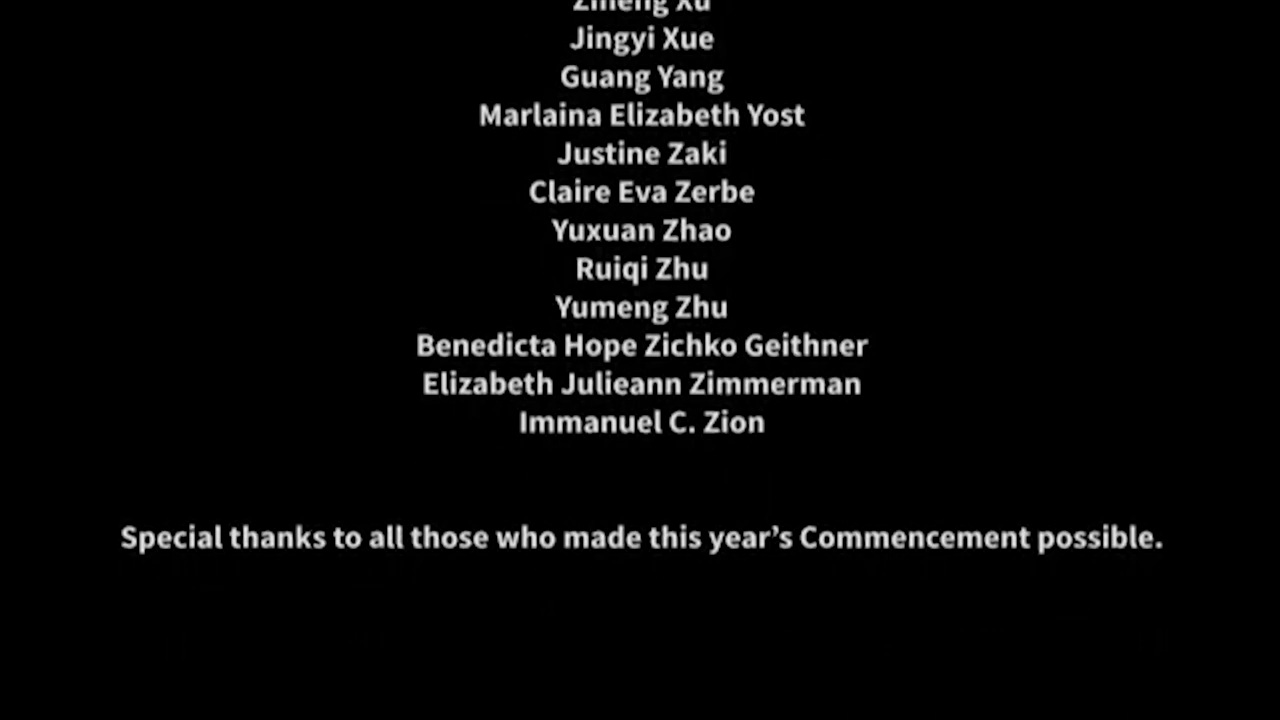 Xu
Jingyi Xue
Guang Yang
Marlaina Elizabeth Yost
Justine Zaki
Claire Eva Zerbe
Yuxuan Zhao
Ruiqi Zhu
Yumeng Zhu
Benedicta Hope Zichko Geithner
Elizabeth Julieann Zimmerman
Immanuel C. Zion
Special thanks to all those who made this year’s Commencement possible.